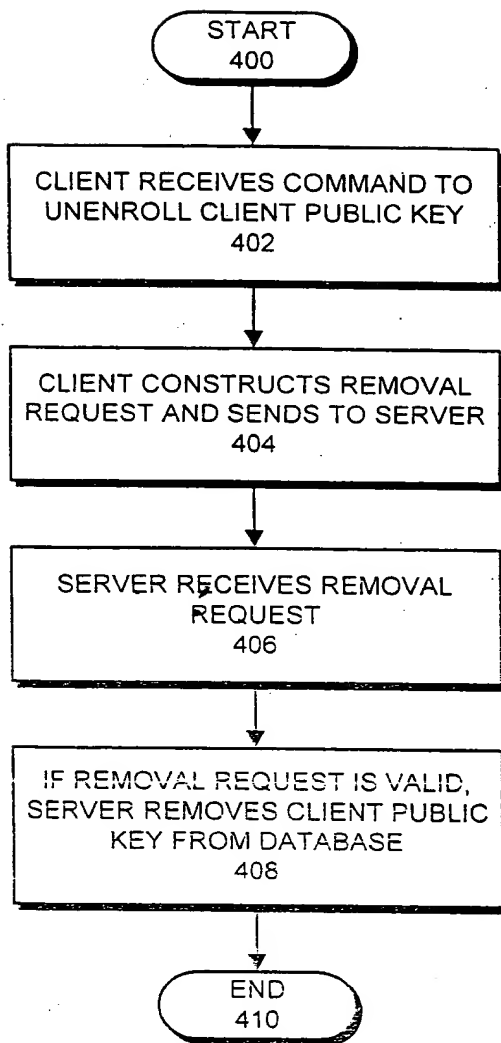 START
400
CLIENT RECEIVES COMMAND TO
UNENROLL CLIENT PUBLIC KEY
402
CLIENT CONSTRUCTS REMOVAL
REQUEST AND SENDS TO SERVER
404
SERVER RECEIVES REMOVAL
REQUEST
406
IF REMOVAL REQUEST IS VALID,
SERVER REMOVES CLIENT PUBLIC
KEY FROM DATABASE
408
END
410